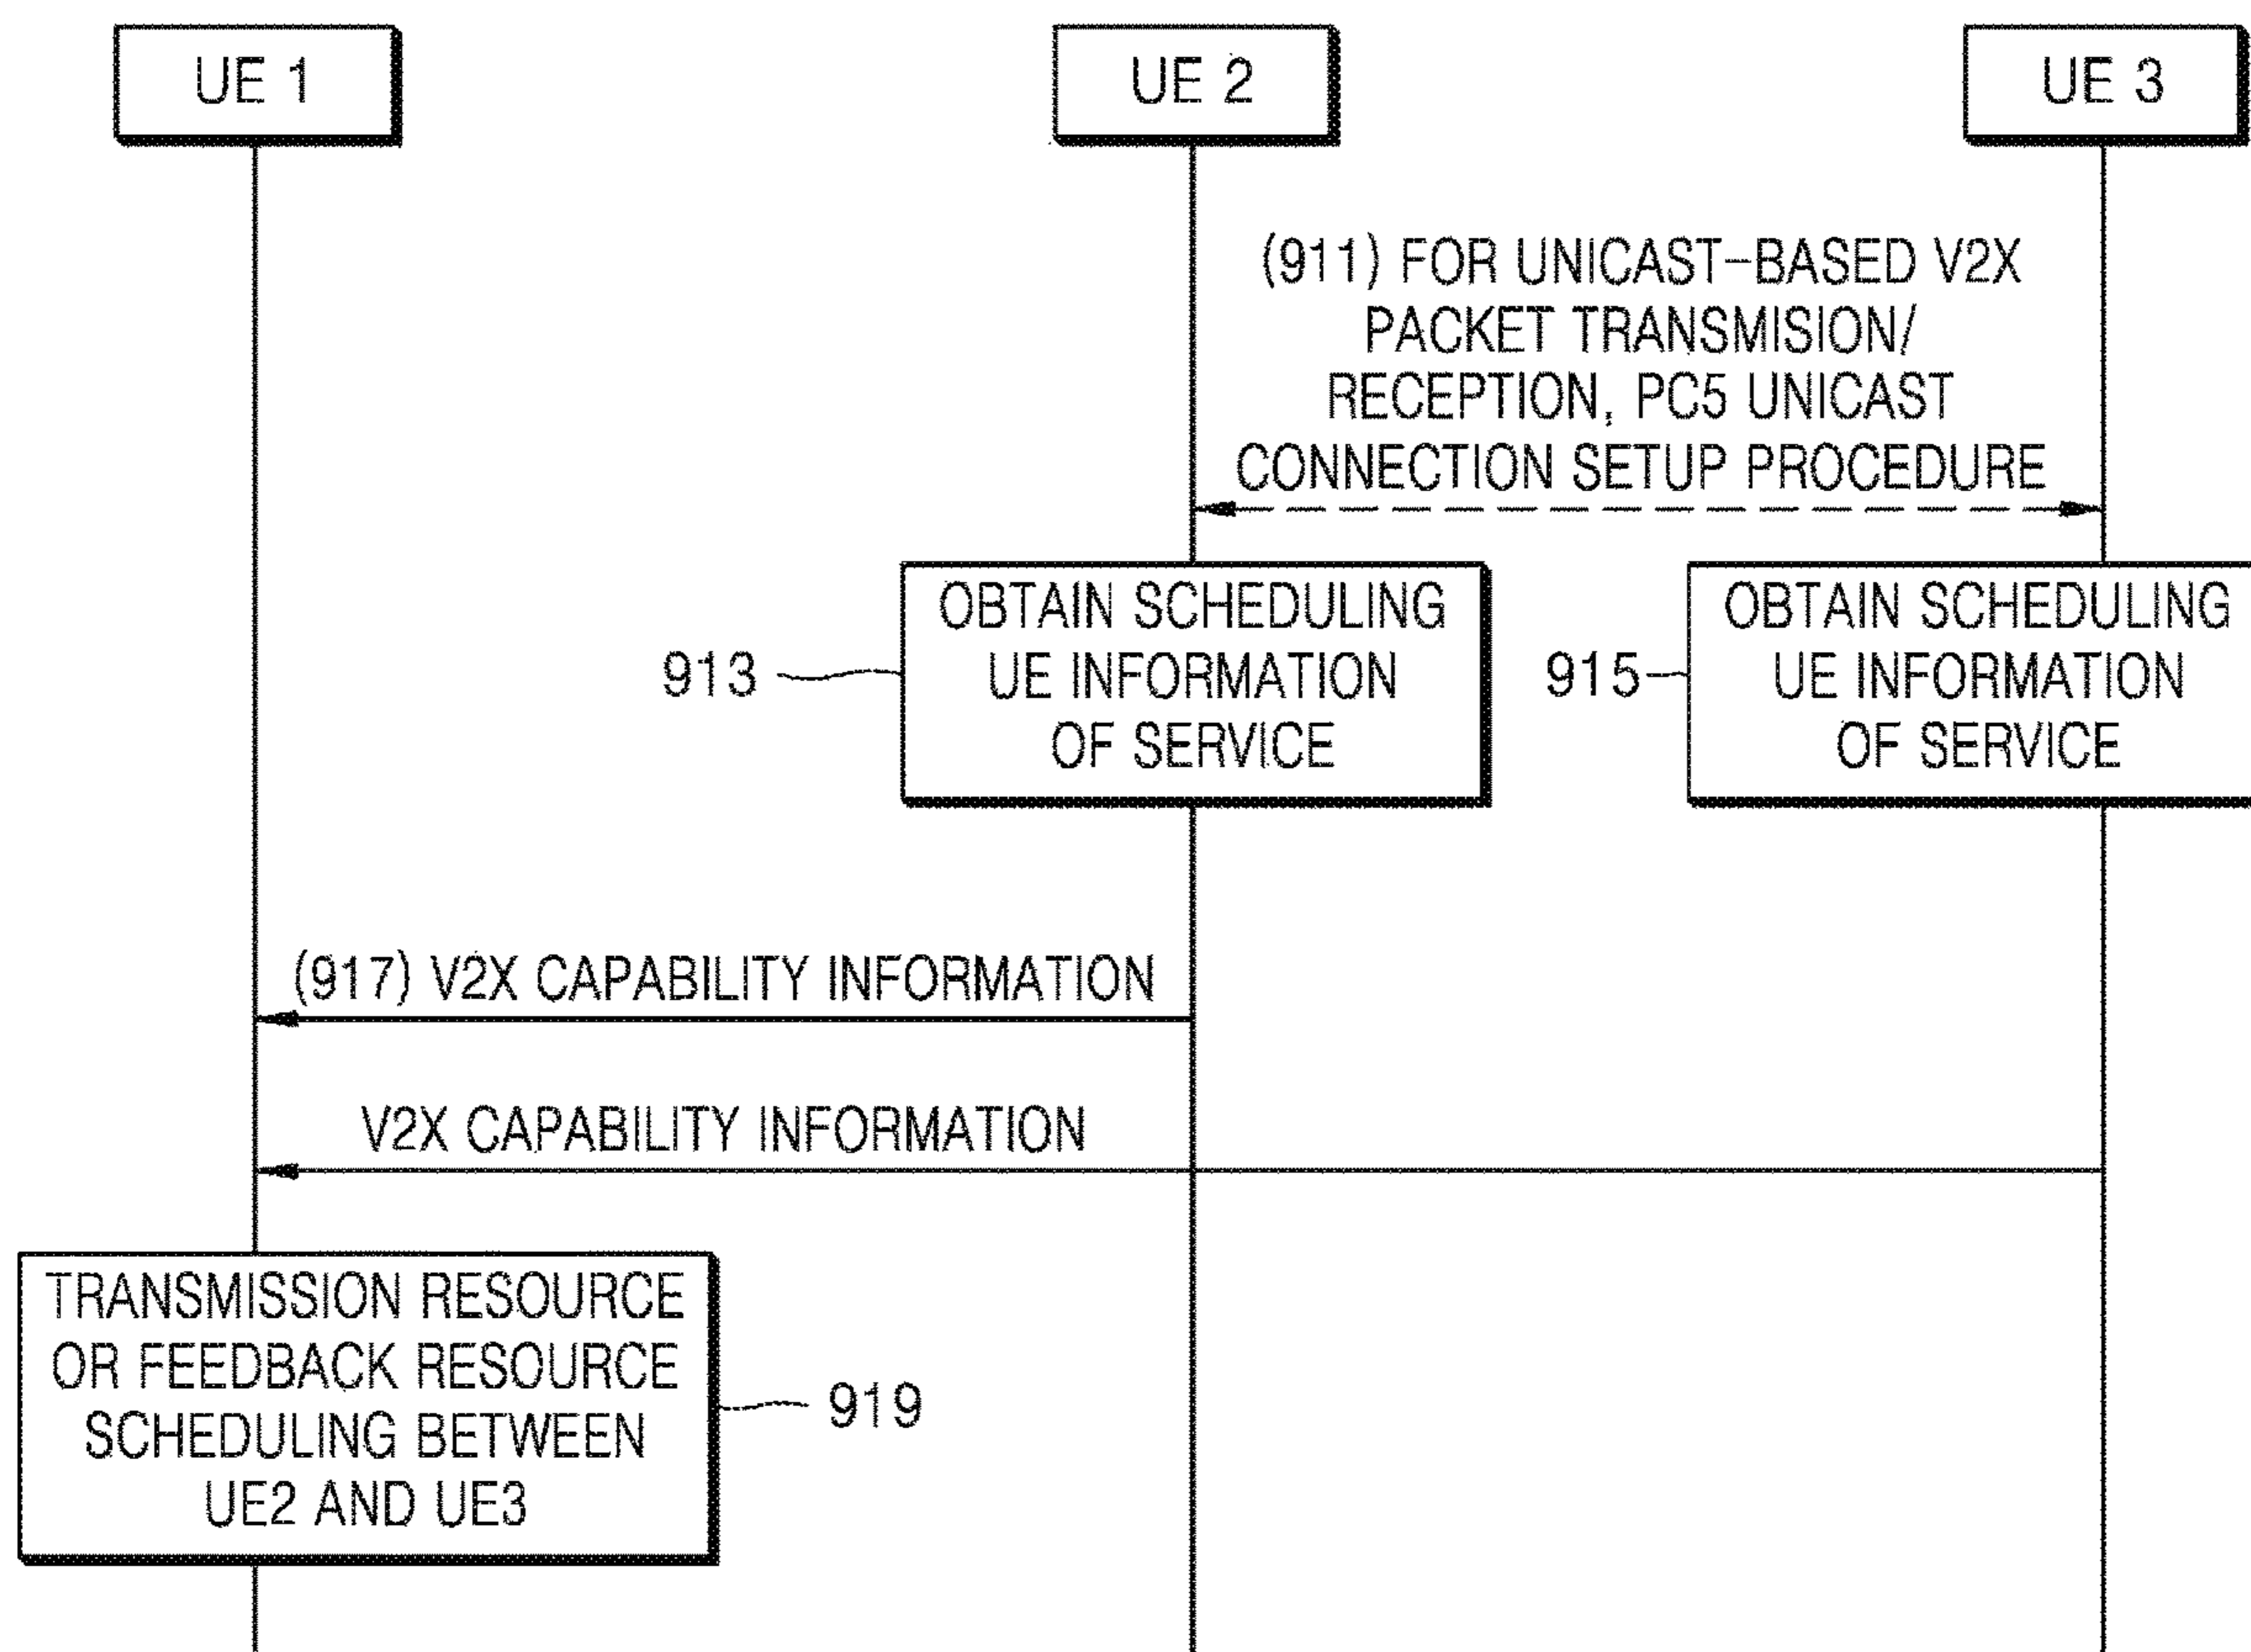 UE 1
UE 2
UE 3
(911) FOR UNICAST-BASED V2X
PACKET TRANSMISION/
RECEPTION, PC5 UNICAST
CONNECTION SETUP PROCEDURE
913
OBTAIN SCHEDULING
UE INFORMATION
OF SERVICE
915
OBTAIN SCHEDULING
UE INFORMATION
OF SERVICE
(917) V2X CAPABILITY INFORMATION
V2X CAPABILITY INFORMATION
TRANSMISSION RESOURCE
OR FEEDBACK RESOURCE
SCHEDULING BETWEEN
UE2 AND UE3
919